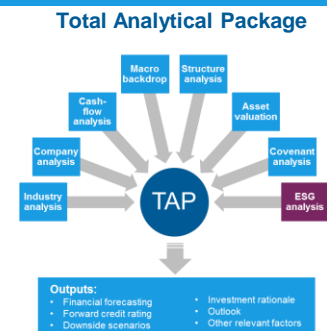 Total Analytical Package
Macro
backdrop
Structure
analysis
Cash-
flow
analysis
Asset
valuation
Company
analysis
Covenant
analysis
Industry
analysis
TAP
ESG
analysis
Outputs:
• Financial forecasting
• Forward credit rating
• Downside scenarios
• Investment rationale
• Outlook
• Other relevant factors